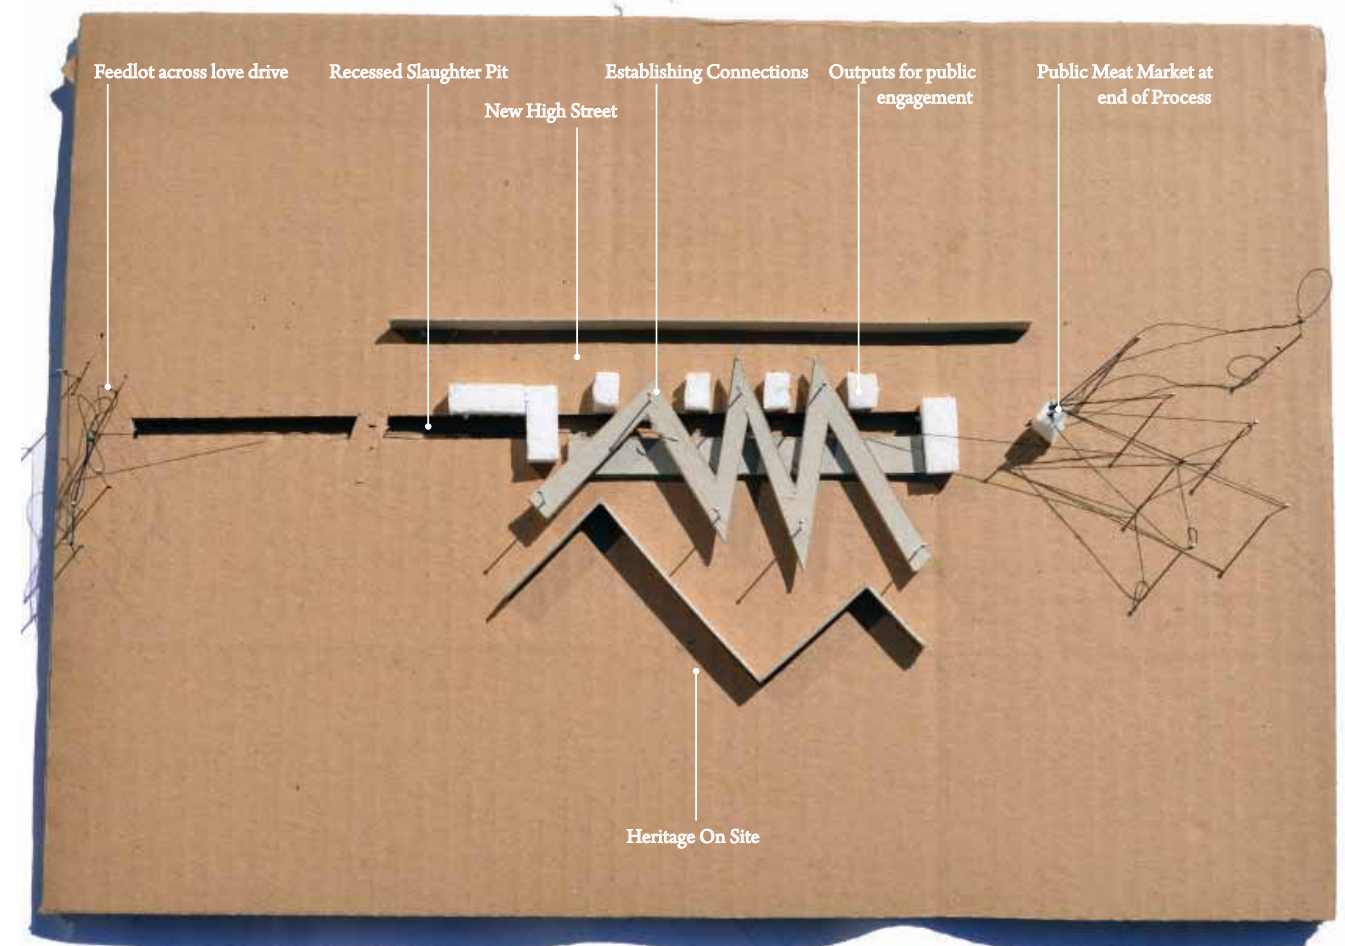 Feedlot across love drive
Recessed Slaughter Pit
New High Street
Establishing Connections
Outputs for public
engagement
Public Meat Market at
end of Process
Heritage On Site